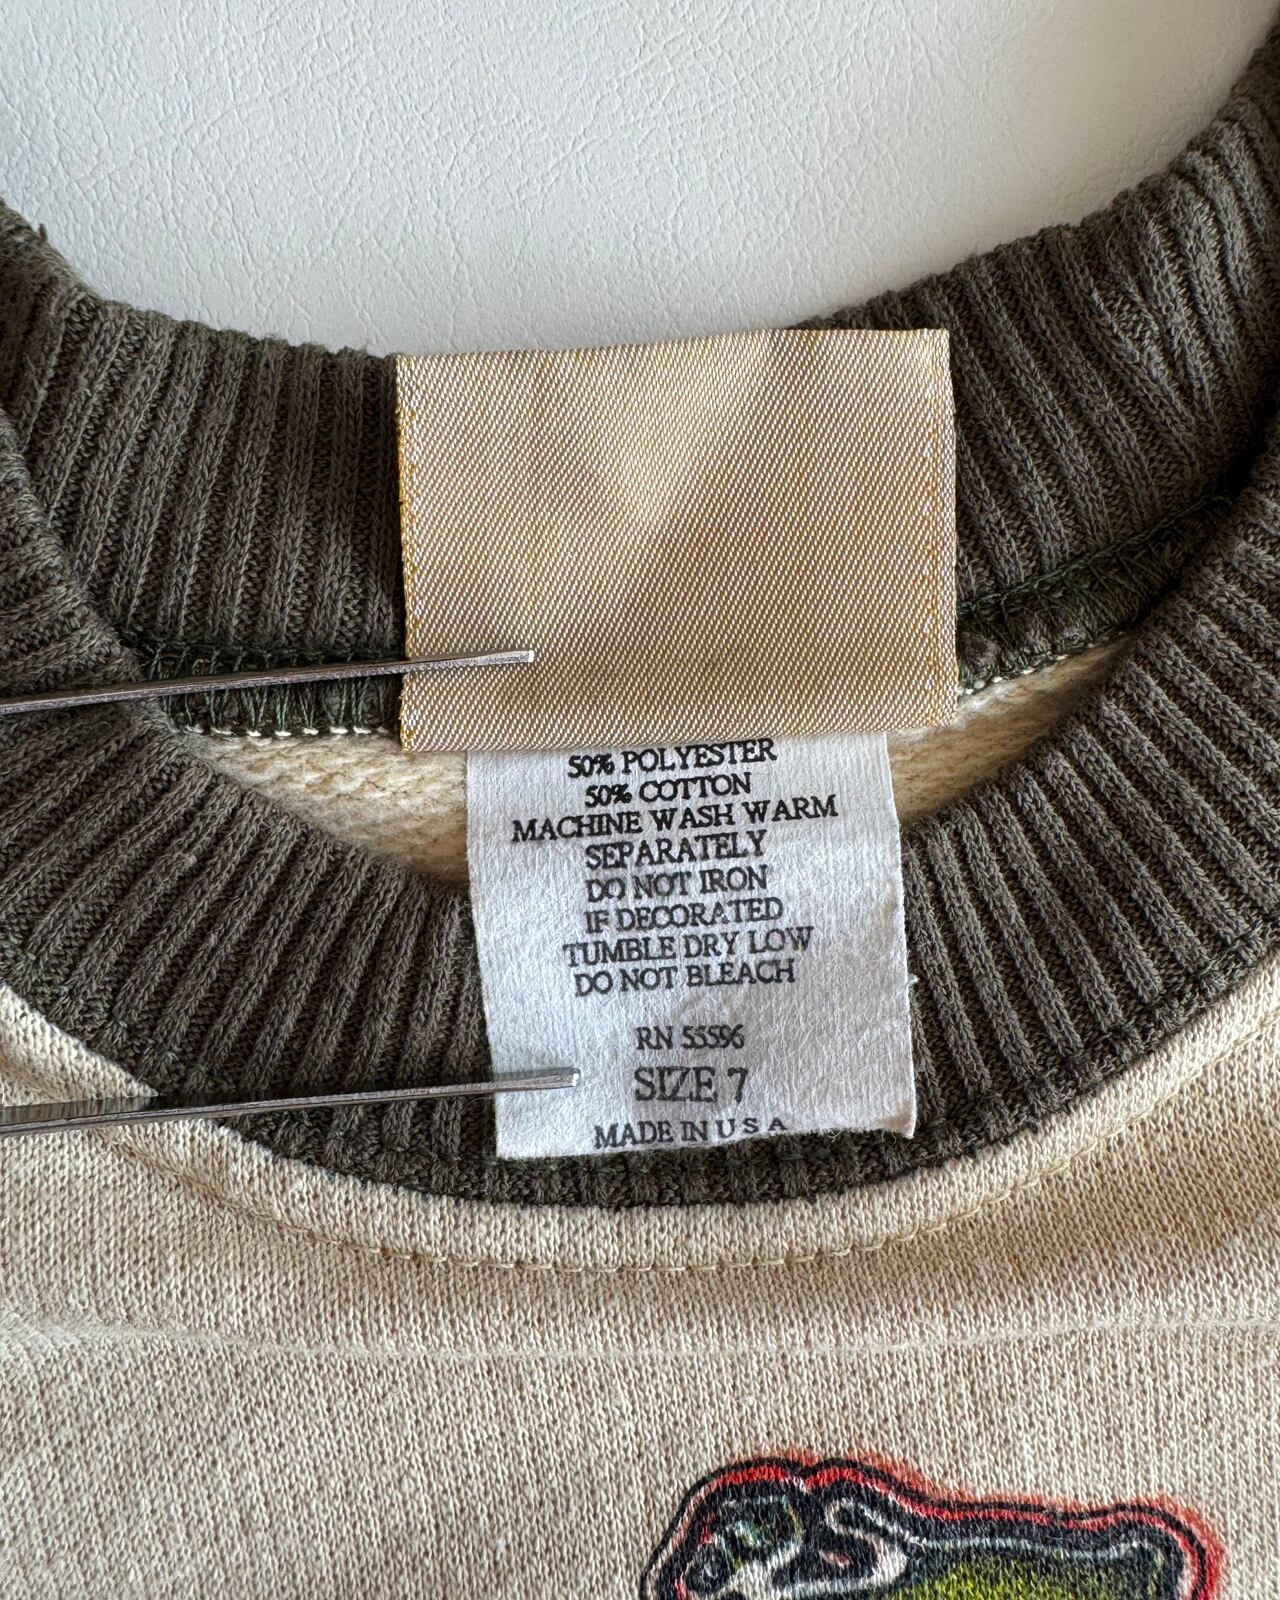 50% POLYESTER
50% COTTON
MACHINE WASH WARM
SEPARATELY
DO NOT IRON
IF DECORATED
TUMBLE DRY LOW
DO NOT BLEACH
RN 55596
SIZE 7
MADE IN U S A